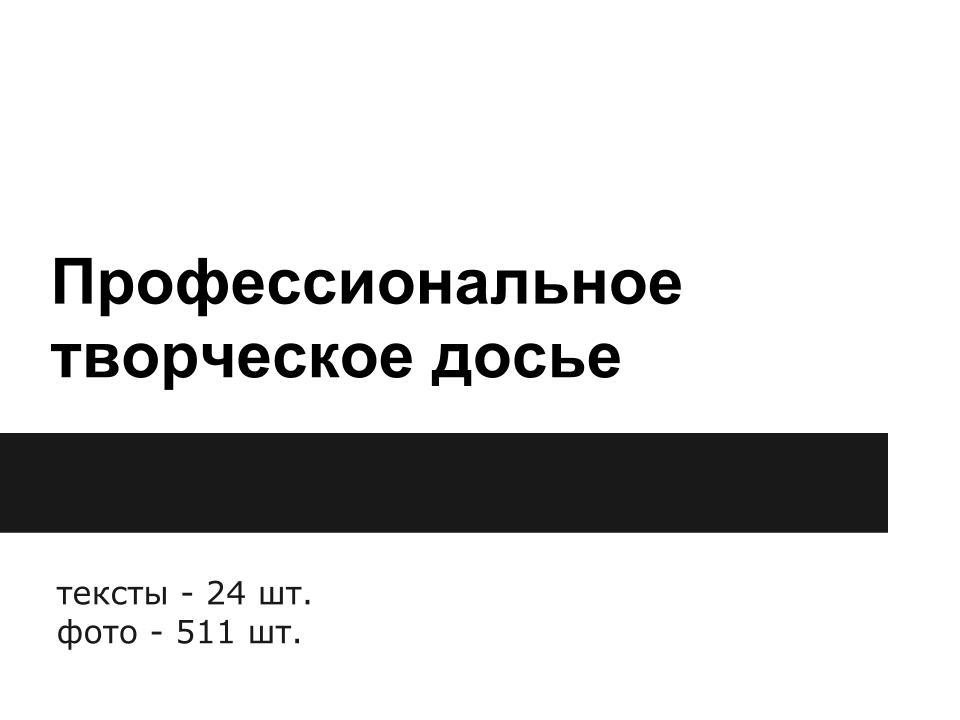 Профессиональное
творческое досье
тексты - 24 шт.
фото - 511 шт.